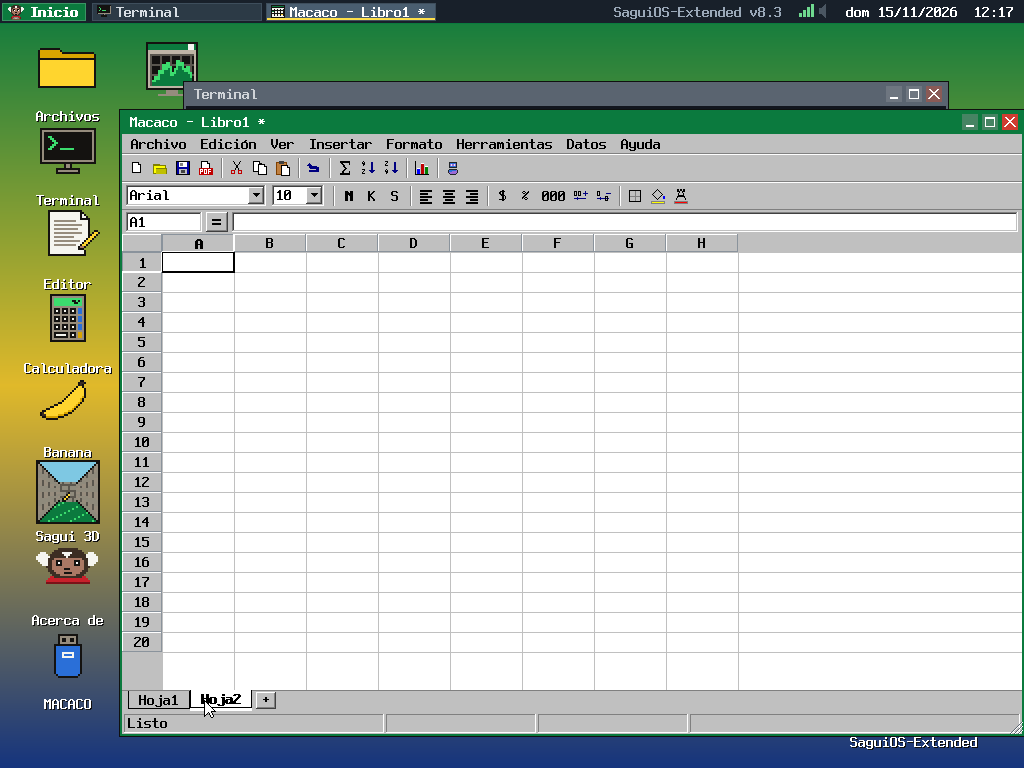 Inicio Terminal Macaco - Libro1 * SaguiOS-Extended v8.3 dom 15/11/2026 12:17
Archivos
Terminal
Editor
Calculadora
Banana
Sagui 3D
Acerca de
MACACO
Terminal
Macaco - Libro1 *
Archivo Edición Ver Insertar Formato Herramientas Datos Ayuda
PDF Σ
Arial 10 N K S $ % 000
A1 =
A B C D E F G H
1
2
3
4
5
6
7
8
9
10
11
12
13
14
15
16
17
18
19
20
Hoja1 Hoja2 +
Listo
SaguiOS-Extended